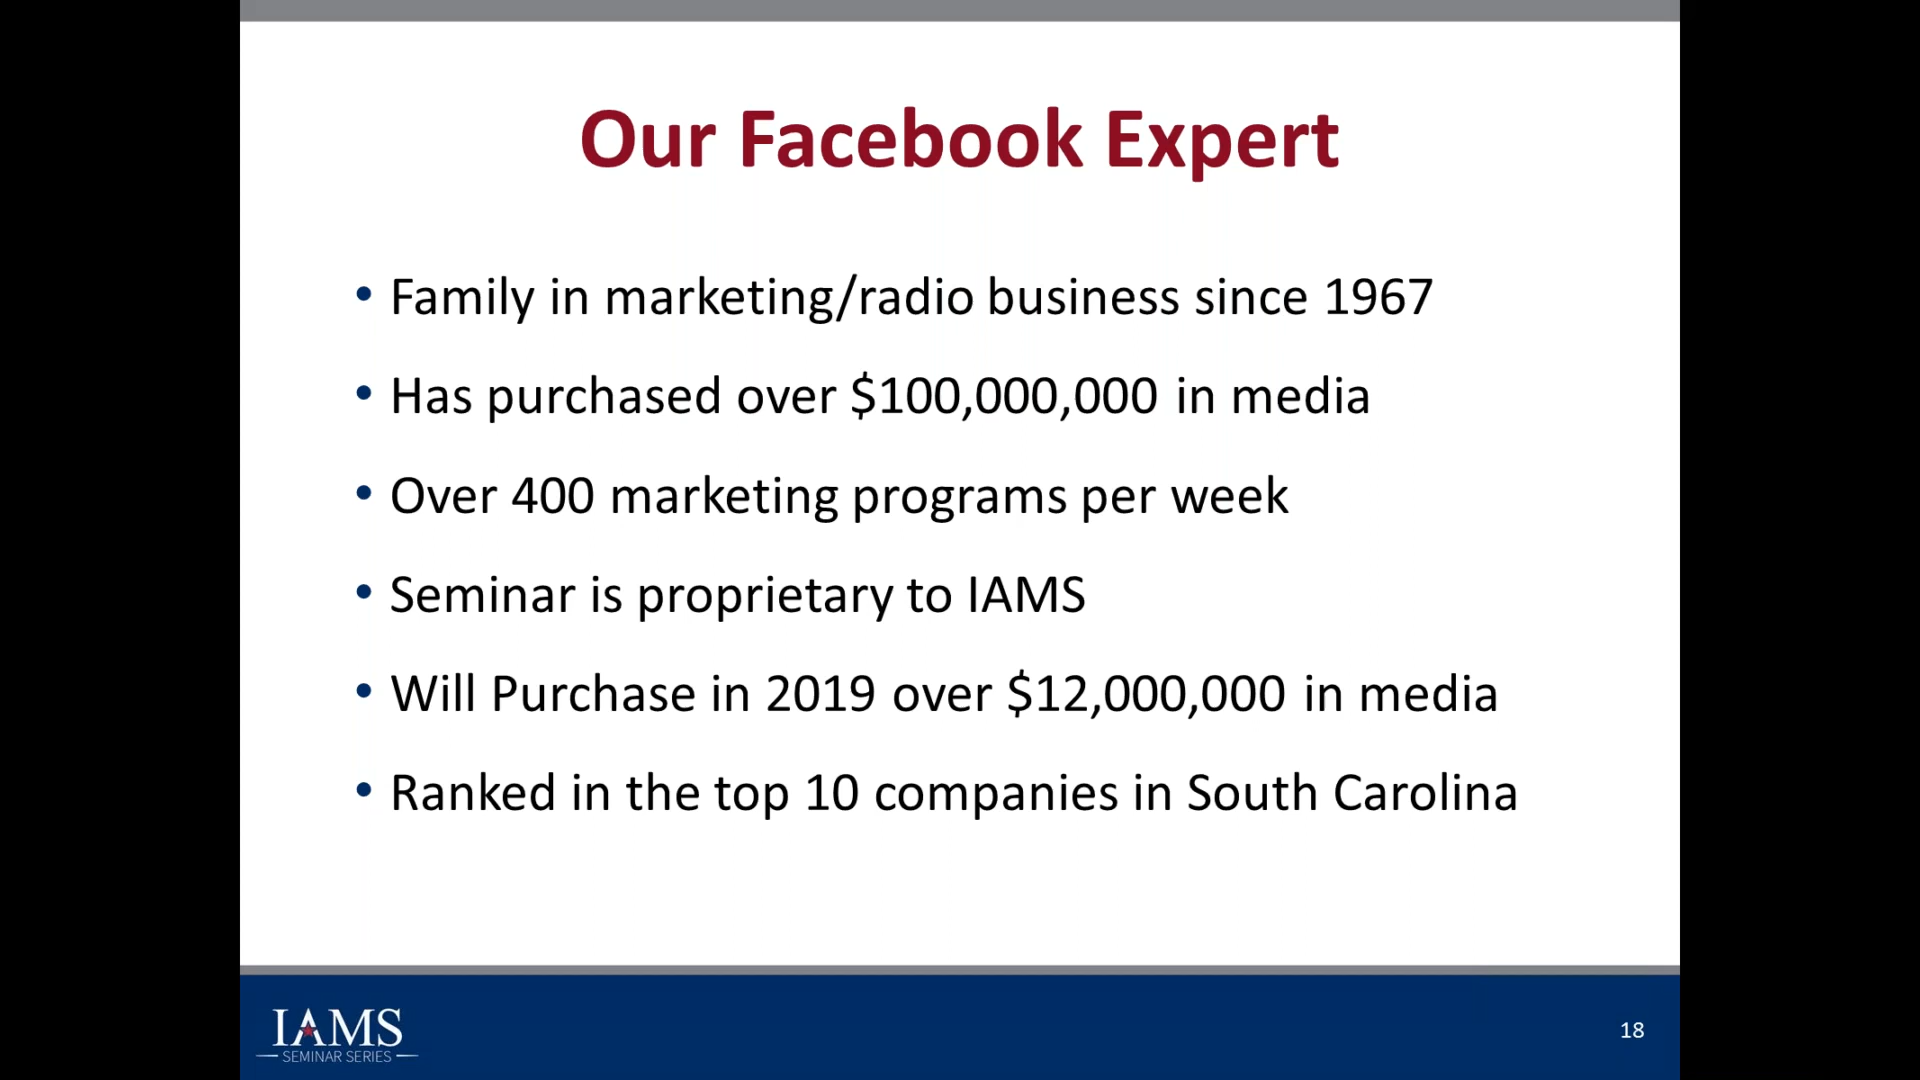 Our Facebook Expert
• Family in marketing/radio business since 1967
• Has purchased over $100,000,000 in media
• Over 400 marketing programs per week
• Seminar is proprietary to IAMS
• Will Purchase in 2019 over $12,000,000 in media
• Ranked in the top 10 companies in South Carolina
IAMS
SEMINAR SERIES
18